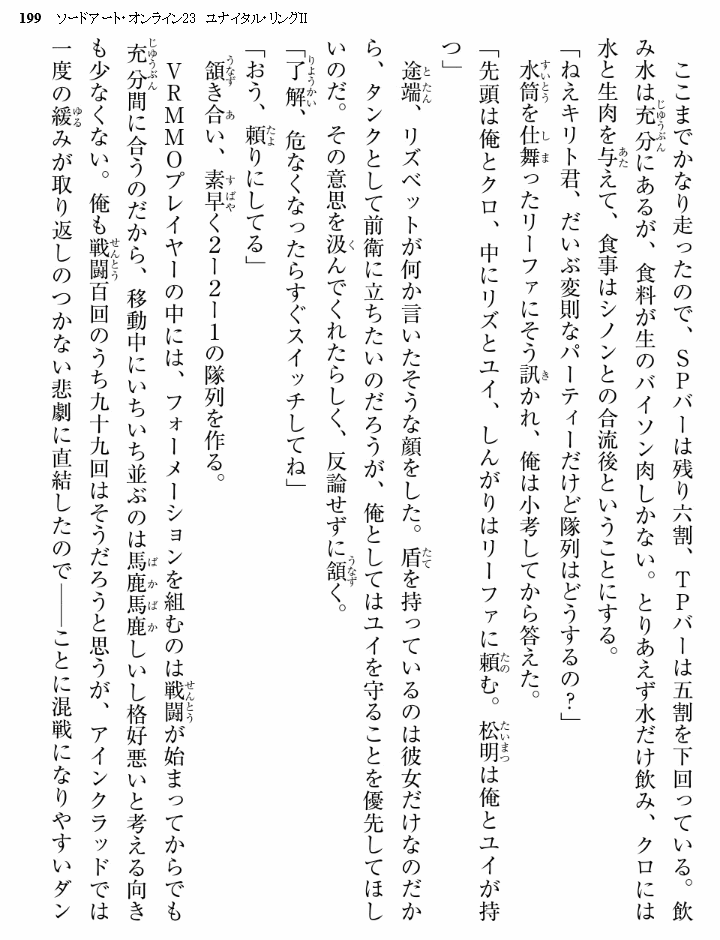 199 ソードアート・オンライン23 ユナイタル・リングⅡ
ここまでかなり走ったので、ＳＰバーは残り六割、ＴＰバーは五割を下回っている。飲
み水は充分にあるが、食料が生のバイソン肉しかない。とりあえず水だけ飲み、クロには
水と生肉を与えて、食事はシノンとの合流後ということにする。
「ねえキリト君、だいぶ変則なパーティーだけど隊列はどうするの？」
水筒を仕舞ったリーファにそう訊かれ、俺は小考してから答えた。
「先頭は俺とクロ、中にリズとユイ、しんがりはリーファに頼む。松明は俺とユイが持
つ」
途端、リズベットが何か言いたそうな顔をした。盾を持っているのは彼女だけなのだか
ら、タンクとして前衛に立ちたいのだろうが、俺としてはユイを守ることを優先してほし
いのだ。その意思を汲んでくれたらしく、反論せずに頷く。
「了解、危なくなったらすぐスイッチしてね」
「おう、頼りにしてる」
頷き合い、素早く２ー２ー１の隊列を作る。
ＶＲＭＭＯプレイヤーの中には、フォーメーションを組むのは戦闘が始まってからでも
充分間に合うのだから、移動中にいちいち並ぶのは馬鹿馬鹿しいし格好悪いと考える向き
も少なくない。俺も戦闘百回のうち九十九回はそうだろうと思うが、アインクラッドでは
一度の緩みが取り返しのつかない悲劇に直結したので――ことに混戦になりやすいダン